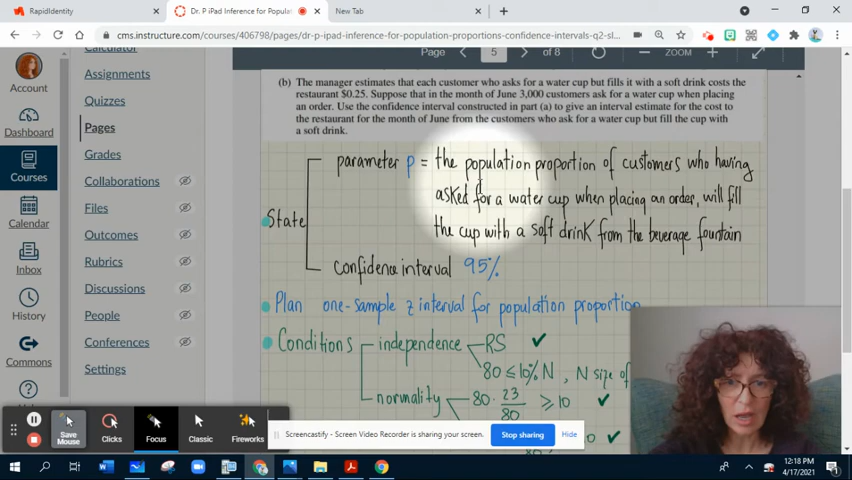 RapidIdentity
Dr. P iPad Inference for Populat
New Tab
cms.instructure.com/courses/406798/pages/dr-p-ipad-inference-for-population-proportions-confidence-intervals-q2-sl...
Account
Dashboard
Courses
Calendar
Inbox
History
Commons
Help
Calculator
Assignments
Quizzes
Pages
Grades
Collaborations
Files
Outcomes
Rubrics
Discussions
People
Conferences
Settings
Page 5 of 8 ZOOM
(b) The manager estimates that each customer who asks for a water cup but fills it with a soft drink costs the
restaurant $0.25. Suppose that in the month of June 3,000 customers ask for a water cup when placing
an order. Use the confidence interval constructed in part (a) to give an interval estimate for the cost to
the restaurant for the month of June from the customers who ask for a water cup but fill the cup with
a soft drink.
State
parameter p = the population proportion of customers who having
asked for a water cup when placing an order, will fill
the cup with a soft drink from the beverage fountain
confidence interval 95%
Plan one-sample z interval for population proportion
Conditions independence RS ✔
80 ≤ 10% N, N size of
normality 80 · 23/80 ≥ 10 ✔
Save Mouse
Clicks
Focus
Classic
Fireworks
Screencastify - Screen Video Recorder is sharing your screen.
Stop sharing
Hide
12:18 PM
4/17/2021